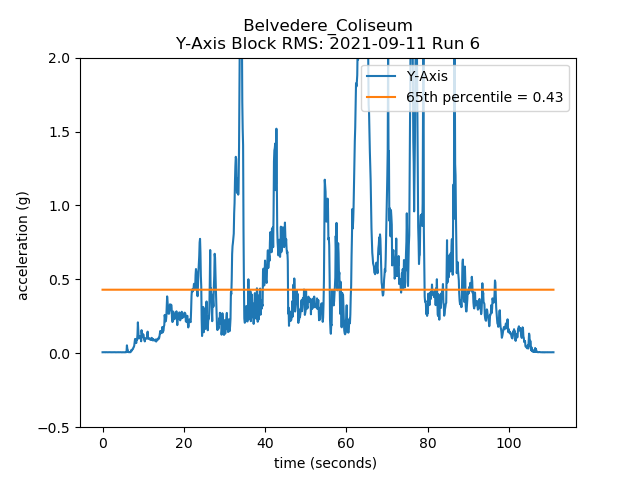 Belvedere_Coliseum
Y-Axis Block RMS: 2021-09-11 Run 6
2.0
1.5
1.0
0.5
0.0
−0.5
acceleration (g)
Y-Axis
65th percentile = 0.43
0 20 40 60 80 100
time (seconds)